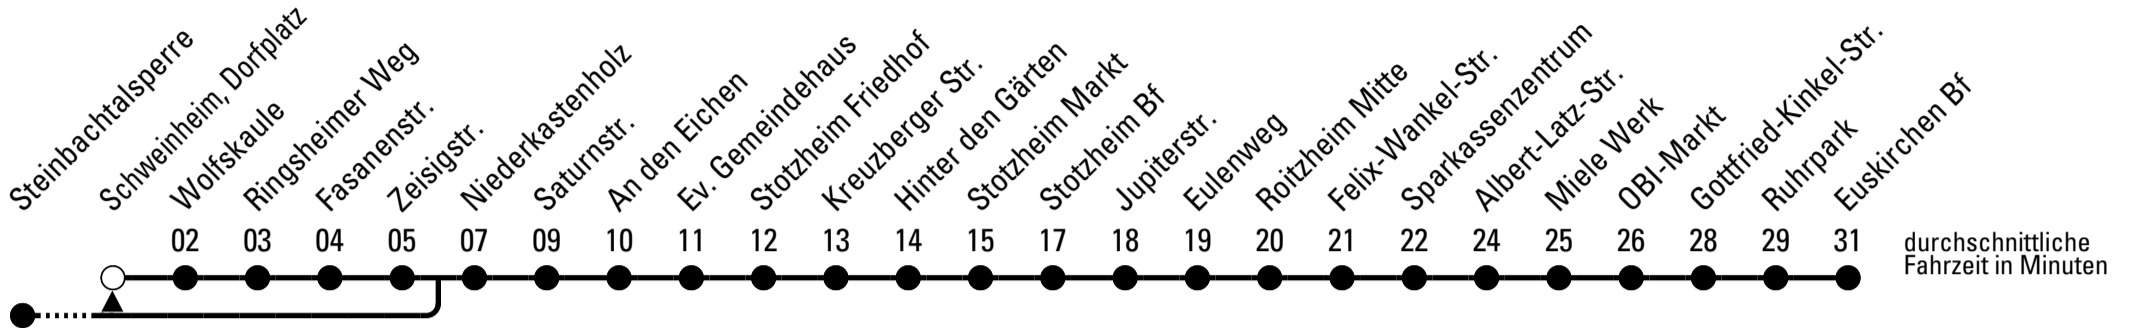 Steinbachtalsperre
Schweinheim, Dorfplatz
Wolfskaule
Ringsheimer Weg
Fasanenstr.
Zeisigstr.
Niederkastenholz
Saturnstr.
An den Eichen
Ev. Gemeindehaus
Stotzheim Friedhof
Kreuzberger Str.
Hinter den Gärten
Stotzheim Markt
Stotzheim Bf
Jupiterstr.
Eulenweg
Roitzheim Mitte
Felix-Wankel-Str.
Sparkassenzentrum
Albert-Latz-Str.
Miele Werk
OBI-Markt
Gottfried-Kinkel-Str.
Ruhrpark
Euskirchen Bf
02 03 04 05 07 09 10 11 12 13 14 15 17 18 19 20 21 22 24 25 26 28 29 31
durchschnittliche
Fahrzeit in Minuten